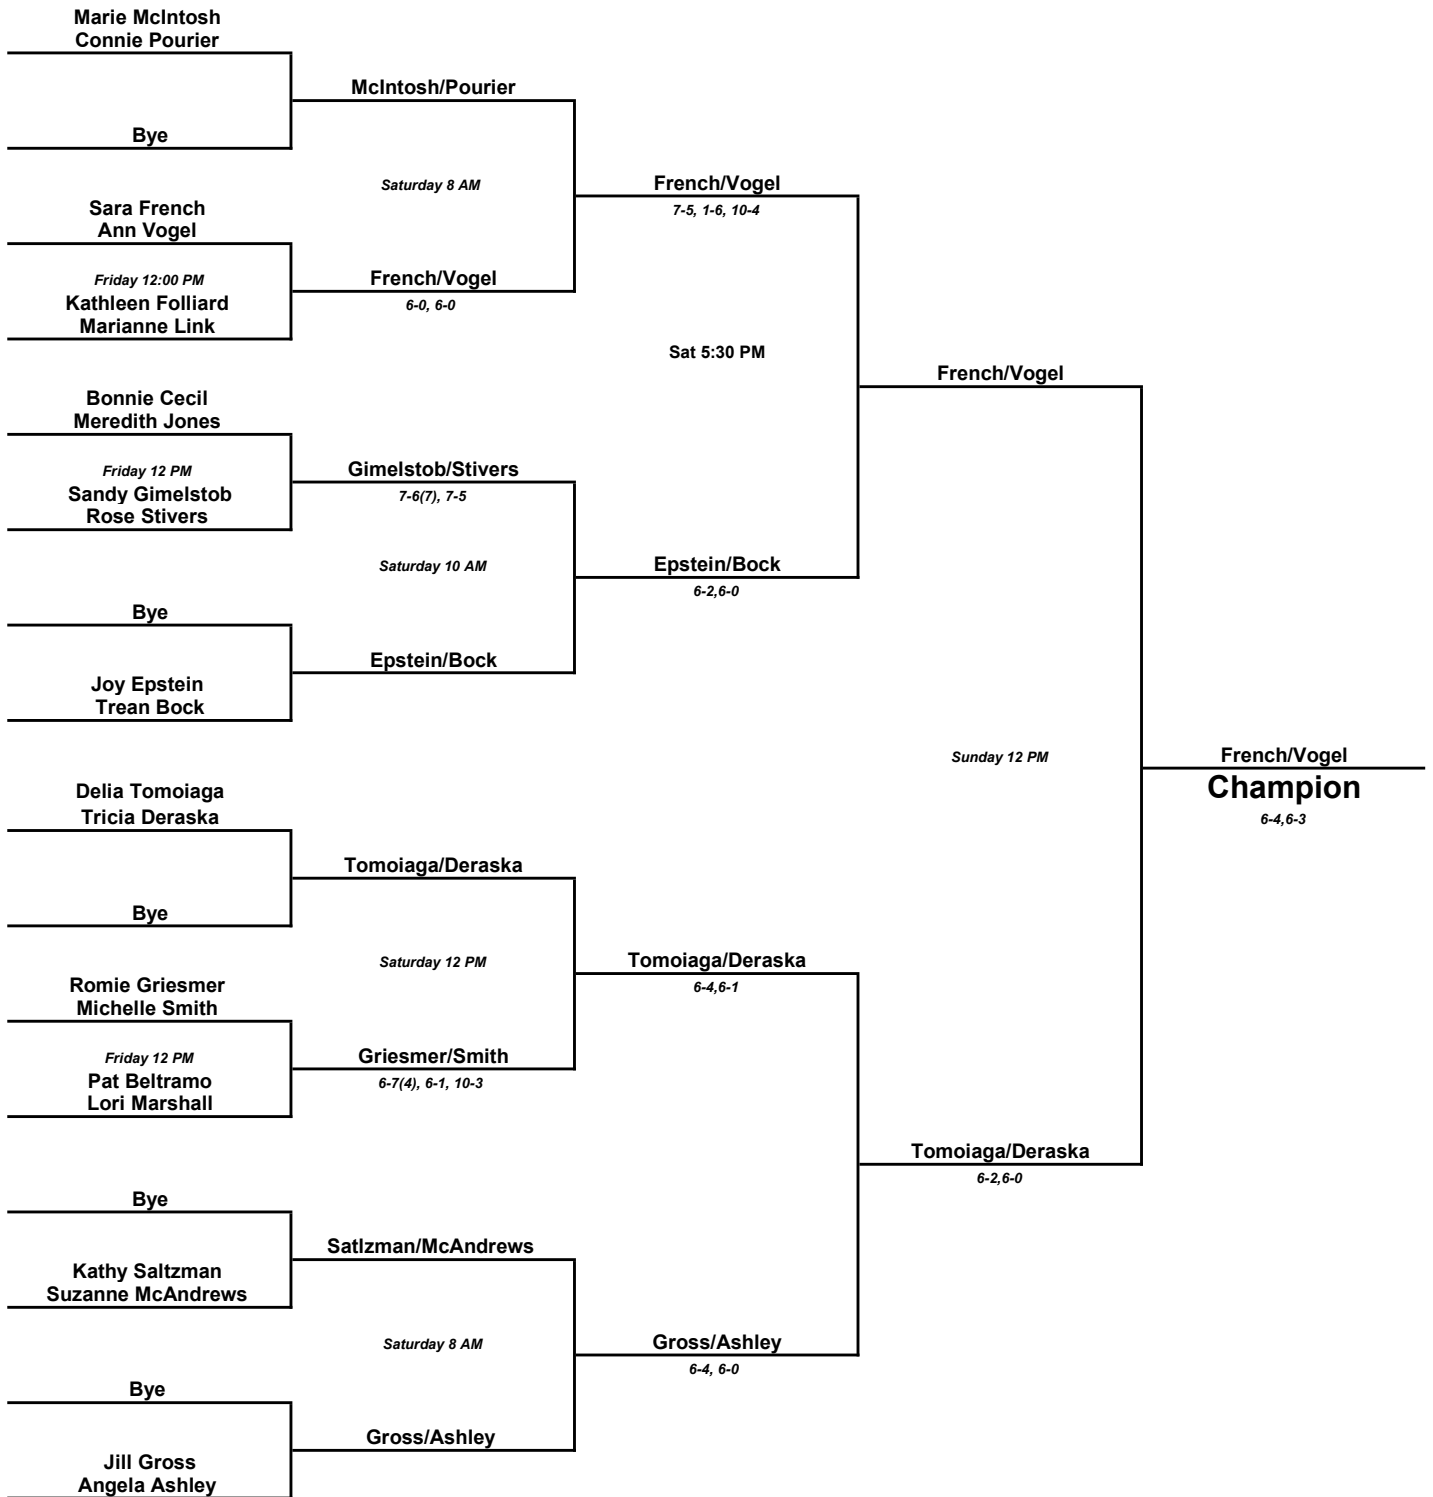 Marie McIntosh
Connie Pourier
McIntosh/Pourier
Bye
Saturday 8 AM
French/Vogel
7-5, 1-6, 10-4
Sara French
Ann Vogel
Friday 12:00 PM
Kathleen Folliard
Marianne Link
French/Vogel
6-0, 6-0
Sat 5:30 PM
French/Vogel
Bonnie Cecil
Meredith Jones
Friday 12 PM
Sandy Gimelstob
Rose Stivers
Gimelstob/Stivers
7-6(7), 7-5
Saturday 10 AM
Epstein/Bock
6-2,6-0
Bye
Epstein/Bock
Joy Epstein
Trean Bock
Sunday 12 PM
French/Vogel
Champion
6-4,6-3
Delia Tomoiaga
Tricia Deraska
Tomoiaga/Deraska
Bye
Saturday 12 PM
Tomoiaga/Deraska
6-4,6-1
Romie Griesmer
Michelle Smith
Friday 12 PM
Pat Beltramo
Lori Marshall
Griesmer/Smith
6-7(4), 6-1, 10-3
Tomoiaga/Deraska
6-2,6-0
Bye
Satlzman/McAndrews
Kathy Saltzman
Suzanne McAndrews
Saturday 8 AM
Gross/Ashley
6-4, 6-0
Bye
Gross/Ashley
Jill Gross
Angela Ashley